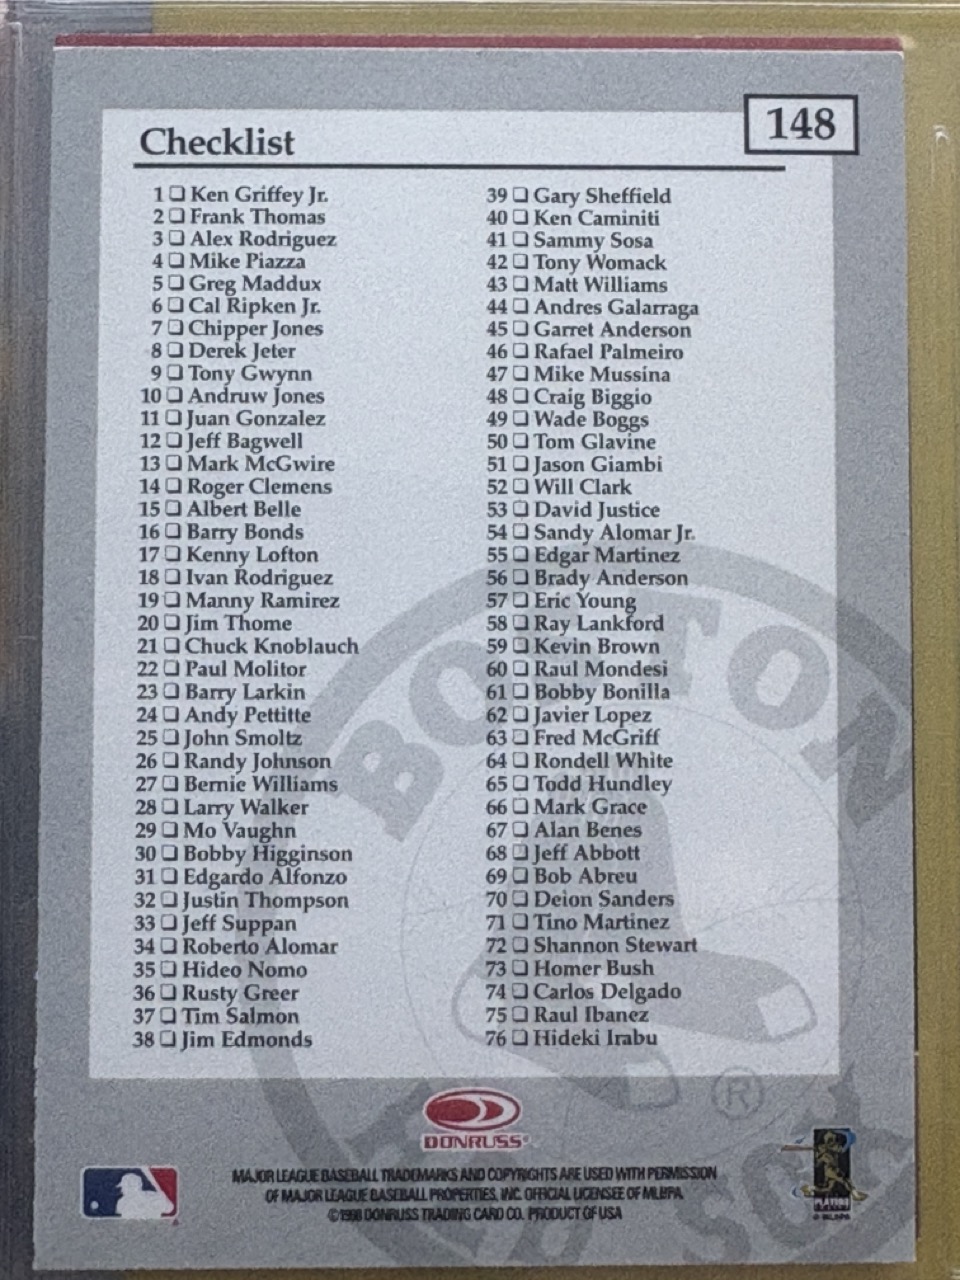 148
Checklist
1 ❏ Ken Griffey Jr.
2 ❏ Frank Thomas
3 ❏ Alex Rodriguez
4 ❏ Mike Piazza
5 ❏ Greg Maddux
6 ❏ Cal Ripken Jr.
7 ❏ Chipper Jones
8 ❏ Derek Jeter
9 ❏ Tony Gwynn
10 ❏ Andruw Jones
11 ❏ Juan Gonzalez
12 ❏ Jeff Bagwell
13 ❏ Mark McGwire
14 ❏ Roger Clemens
15 ❏ Albert Belle
16 ❏ Barry Bonds
17 ❏ Kenny Lofton
18 ❏ Ivan Rodriguez
19 ❏ Manny Ramirez
20 ❏ Jim Thome
21 ❏ Chuck Knoblauch
22 ❏ Paul Molitor
23 ❏ Barry Larkin
24 ❏ Andy Pettitte
25 ❏ John Smoltz
26 ❏ Randy Johnson
27 ❏ Bernie Williams
28 ❏ Larry Walker
29 ❏ Mo Vaughn
30 ❏ Bobby Higginson
31 ❏ Edgardo Alfonzo
32 ❏ Justin Thompson
33 ❏ Jeff Suppan
34 ❏ Roberto Alomar
35 ❏ Hideo Nomo
36 ❏ Rusty Greer
37 ❏ Tim Salmon
38 ❏ Jim Edmonds
39 ❏ Gary Sheffield
40 ❏ Ken Caminiti
41 ❏ Sammy Sosa
42 ❏ Tony Womack
43 ❏ Matt Williams
44 ❏ Andres Galarraga
45 ❏ Garret Anderson
46 ❏ Rafael Palmeiro
47 ❏ Mike Mussina
48 ❏ Craig Biggio
49 ❏ Wade Boggs
50 ❏ Tom Glavine
51 ❏ Jason Giambi
52 ❏ Will Clark
53 ❏ David Justice
54 ❏ Sandy Alomar Jr.
55 ❏ Edgar Martinez
56 ❏ Brady Anderson
57 ❏ Eric Young
58 ❏ Ray Lankford
59 ❏ Kevin Brown
60 ❏ Raul Mondesi
61 ❏ Bobby Bonilla
62 ❏ Javier Lopez
63 ❏ Fred McGriff
64 ❏ Rondell White
65 ❏ Todd Hundley
66 ❏ Mark Grace
67 ❏ Alan Benes
68 ❏ Jeff Abbott
69 ❏ Bob Abreu
70 ❏ Deion Sanders
71 ❏ Tino Martinez
72 ❏ Shannon Stewart
73 ❏ Homer Bush
74 ❏ Carlos Delgado
75 ❏ Raul Ibanez
76 ❏ Hideki Irabu
BOSTON
RED SOX
®
DONRUSS®
MAJOR LEAGUE BASEBALL TRADEMARKS AND COPYRIGHTS ARE USED WITH PERMISSION
OF MAJOR LEAGUE BASEBALL PROPERTIES, INC. OFFICIAL LICENSEE OF MLBPA
©1998 DONRUSS TRADING CARD CO. PRODUCT OF USA
PLAYERS
© MLBPA